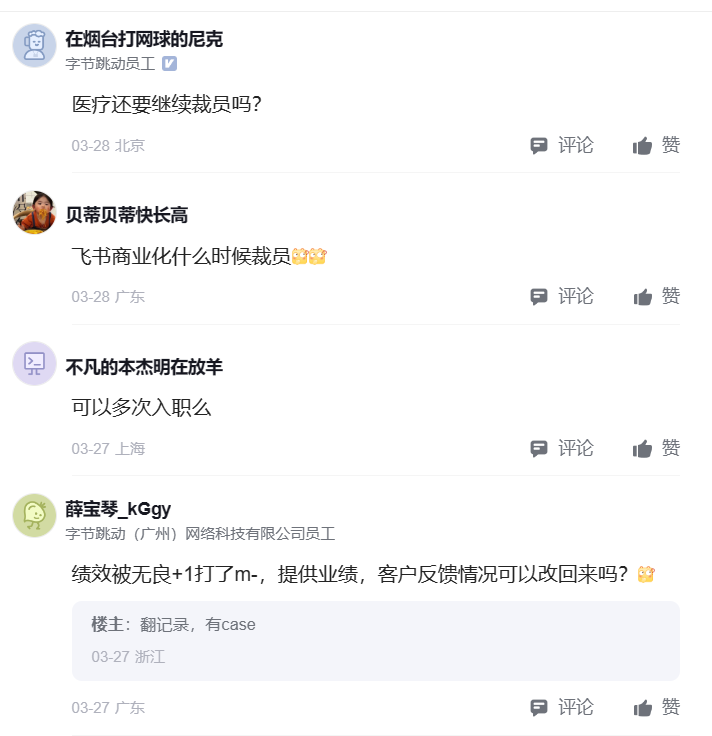 在烟台打网球的尼克
字节跳动员工
医疗还要继续裁员吗？
03-28 北京 评论 赞
贝蒂贝蒂快长高
飞书商业化什么时候裁员
03-28 广东 评论 赞
不凡的本杰明在放羊
可以多次入职么
03-27 上海 评论 赞
薛宝琴_kGgy
字节跳动（广州）网络科技有限公司员工
绩效被无良+1打了m-，提供业绩，客户反馈情况可以改回来吗？
楼主：翻记录，有case
03-27 浙江
03-27 广东 评论 赞